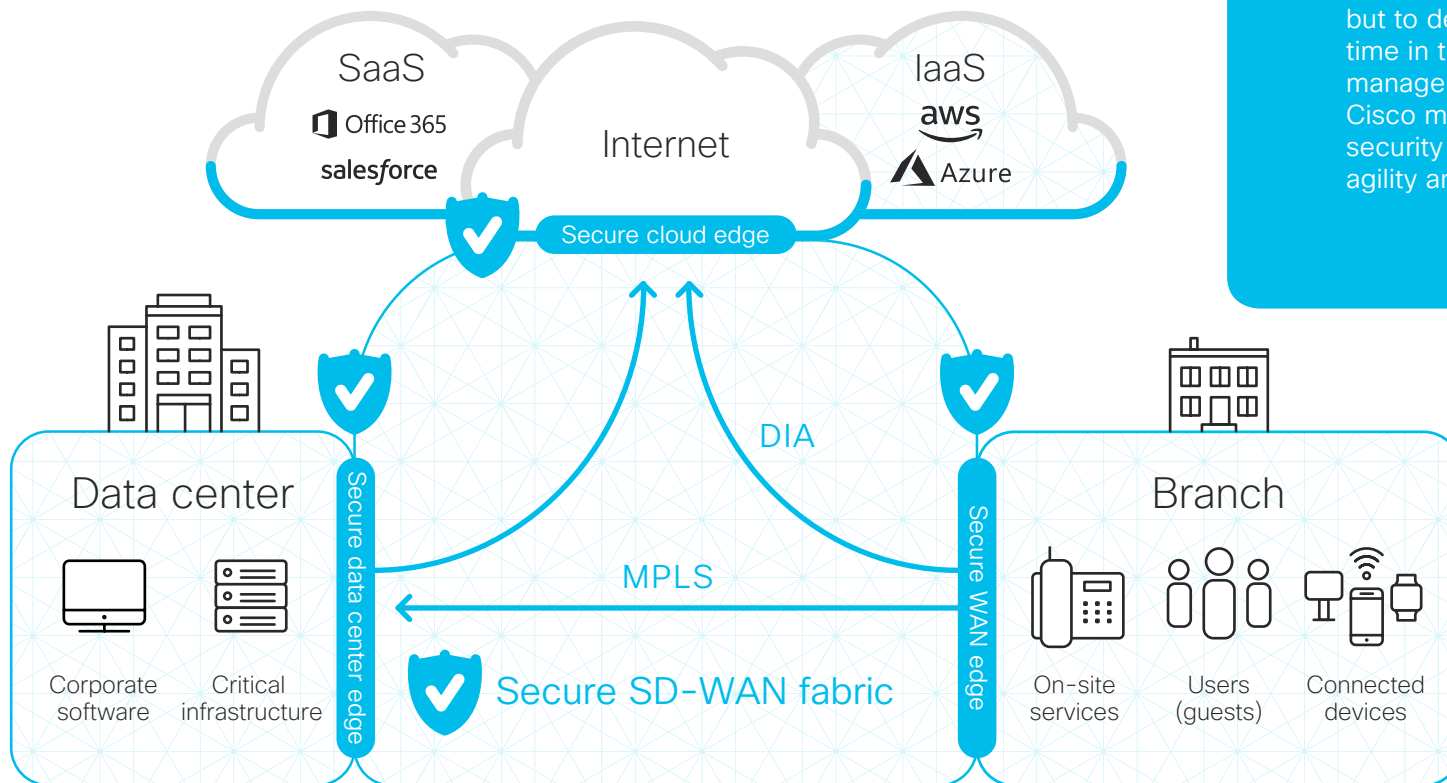 but to de
time in t
manage
Cisco m
security
agility ar
SaaS
Office 365
salesforce
Internet
IaaS
aws
Azure
Secure cloud edge
Data center
Corporate
software
Critical
infrastructure
Secure data center edge
DIA
MPLS
Secure SD-WAN fabric
Secure WAN edge
Branch
On-site
services
Users
(guests)
Connected
devices